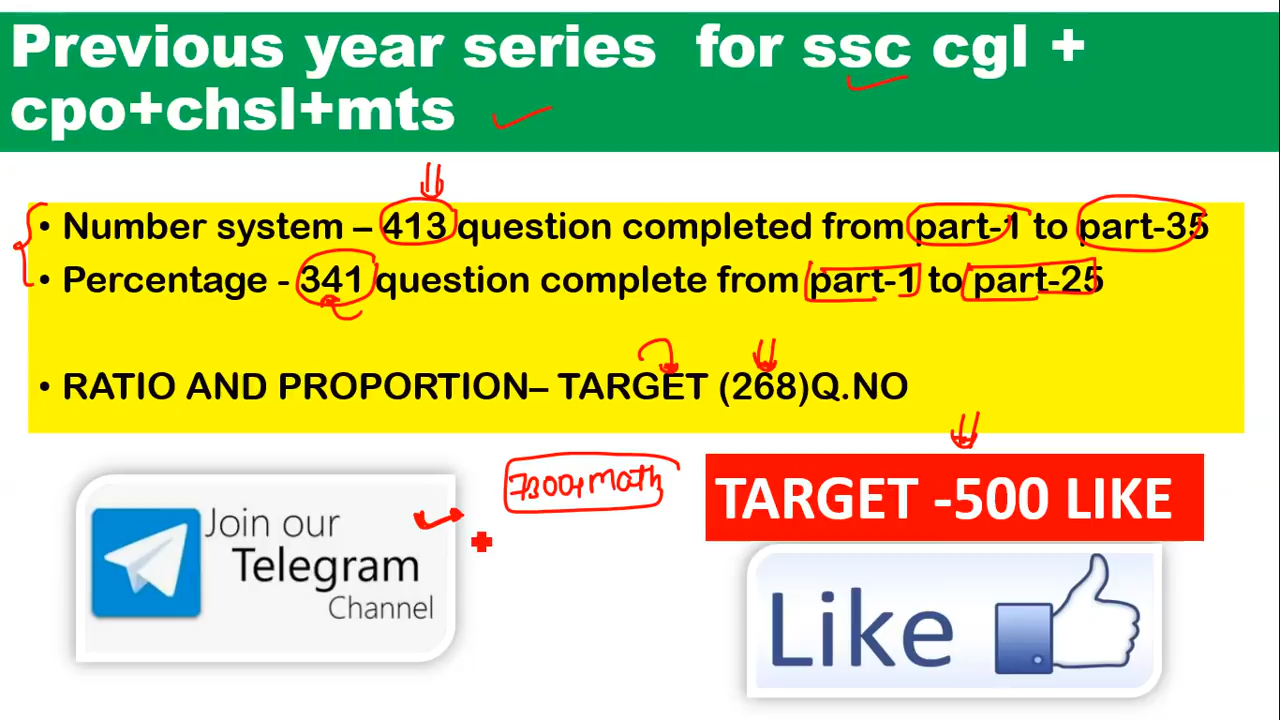 Previous year series for ssc cgl +
cpo+chsl+mts
• Number system – 413 question completed from part-1 to part-35
• Percentage - 341 question complete from part-1 to part-25
• RATIO AND PROPORTION– TARGET (268)Q.NO
7300+ Math
TARGET -500 LIKE
Join our
Telegram
Channel
Like